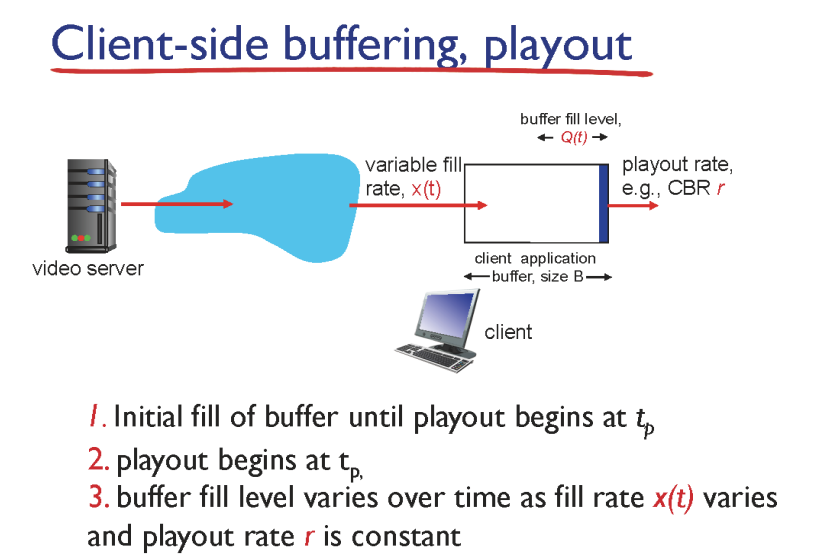 Client-side buffering, playout
buffer fill level,
Q(t)
variable fill
rate, x(t)
playout rate,
e.g., CBR r
client application
buffer, size B
video server
client
1. Initial fill of buffer until playout begins at tp
2. playout begins at tp,
3. buffer fill level varies over time as fill rate x(t) varies
and playout rate r is constant